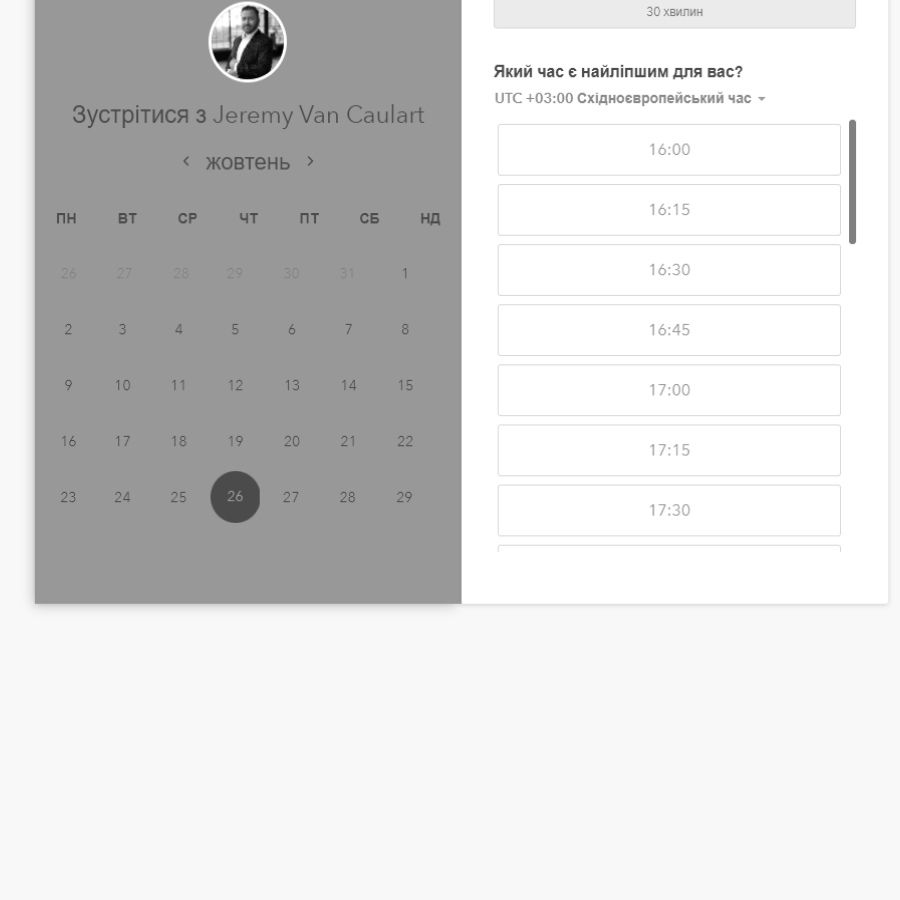 Зустрітися з Jeremy Van Caulart
жовтень
ПН ВТ СР ЧТ ПТ СБ НД
26 27 28 29 30 31 1
2 3 4 5 6 7 8
9 10 11 12 13 14 15
16 17 18 19 20 21 22
23 24 25 26 27 28 29
30 хвилин
Який час є найліпшим для вас?
UTC +03:00 Східноєвропейський час
16:00
16:15
16:30
16:45
17:00
17:15
17:30